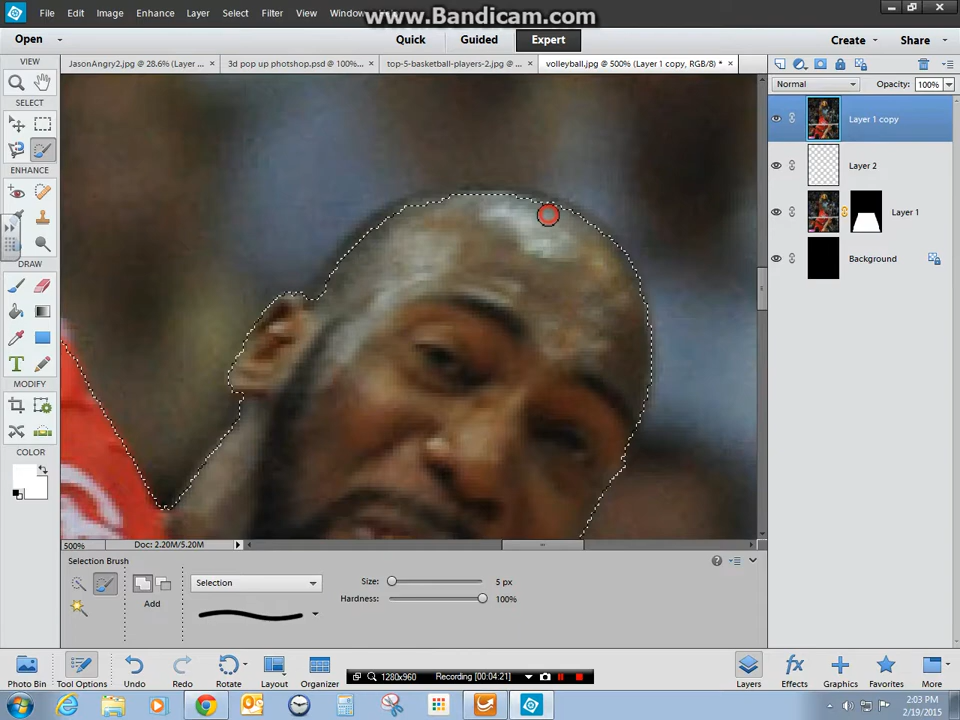 www.Bandicam.com
File Edit Image Enhance Layer Select Filter View Window
Open
Quick Guided Expert
Create Share
JasonAngry2.jpg @ 28.6% (Layer ... × 3d pop up photshop.psd @ 100%... × top-5-basketball-players-2.jpg @ ... × volleyball.jpg @ 500% (Layer 1 copy, RGB/8) * ×
VIEW
SELECT
ENHANCE
DRAW
T
MODIFY
COLOR
Normal Opacity: 100%
Layer 1 copy
Layer 2
Layer 1
Background
500% Doc: 2.20M/5.20M
Selection Brush
Add
Selection
Size: 5 px
Hardness: 100%
Photo Bin Tool Options Undo Redo Rotate Layout Organizer
1280x960 Recording [00:04:21]
Layers Effects Graphics Favorites More
2:03 PM
2/19/2015